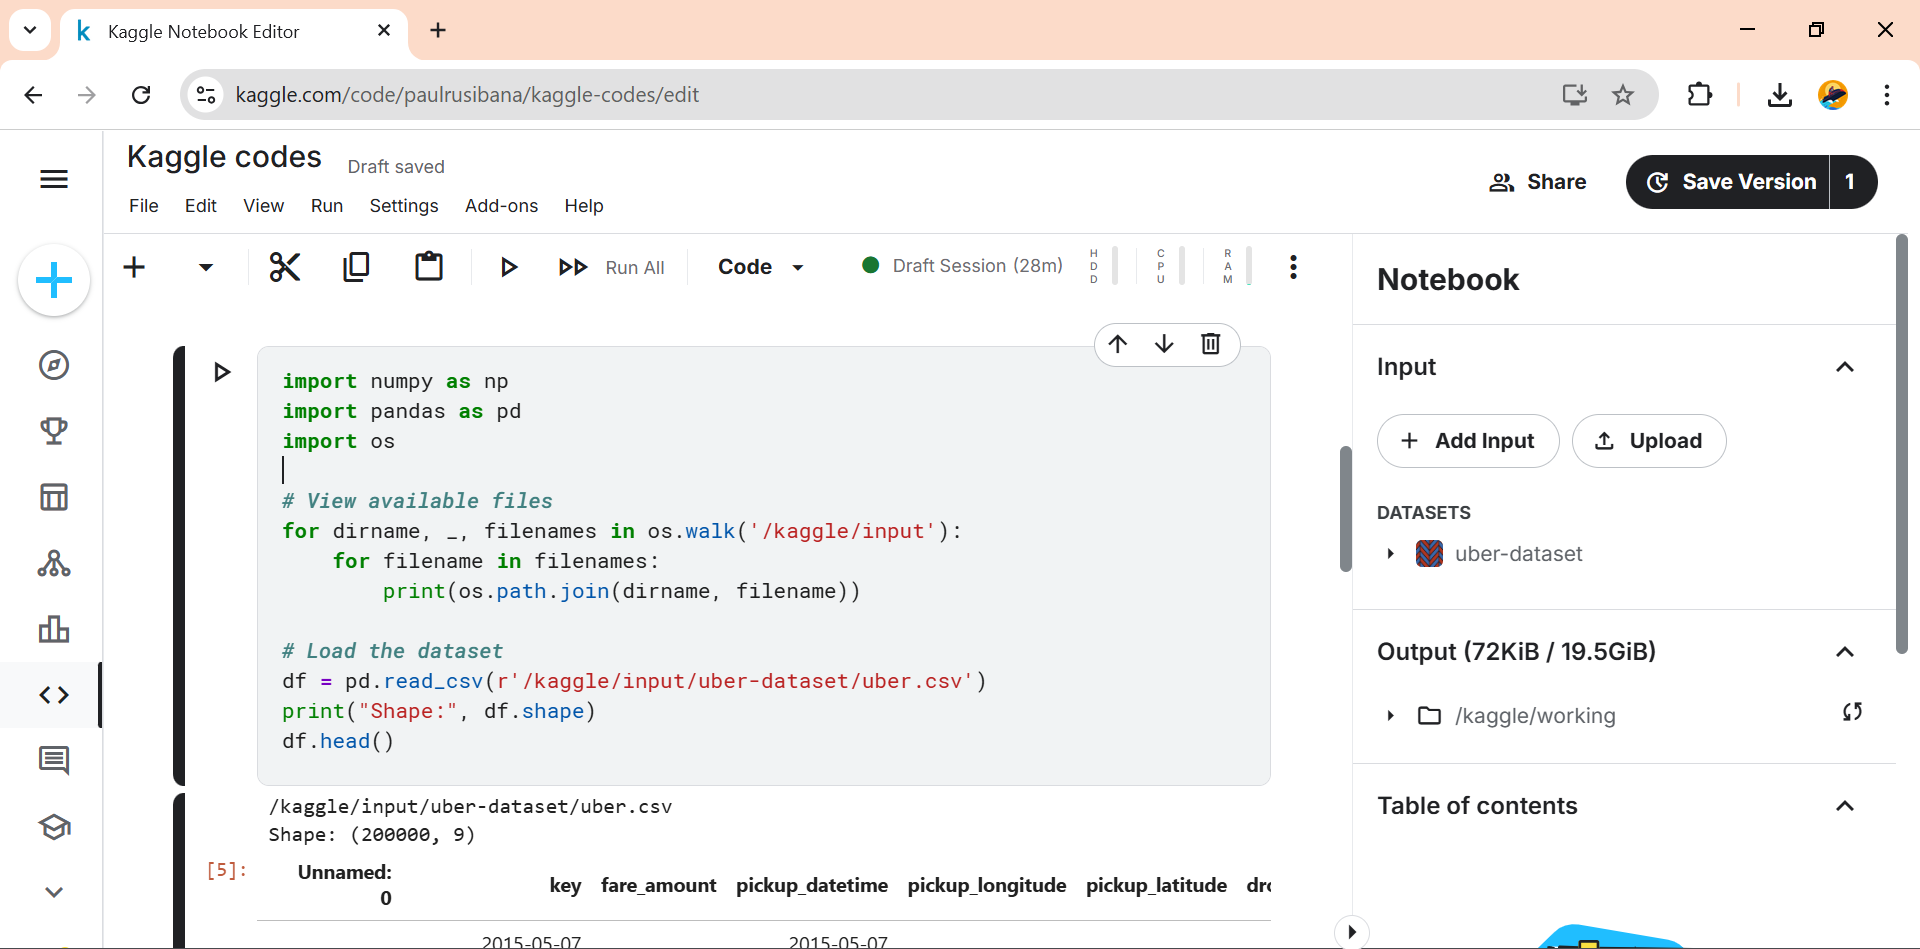 Kaggle Notebook Editor
kaggle.com/code/paulrusibana/kaggle-codes/edit
Kaggle codes
Draft saved
File Edit View Run Settings Add-ons Help
Share
Save Version 1
Run All
Code
Draft Session (28m)
HDD
CPU
RAM
import numpy as np
import pandas as pd
import os
# View available files
for dirname, _, filenames in os.walk('/kaggle/input'):
    for filename in filenames:
        print(os.path.join(dirname, filename))
# Load the dataset
df = pd.read_csv(r'/kaggle/input/uber-dataset/uber.csv')
print("Shape:", df.shape)
df.head()
/kaggle/input/uber-dataset/uber.csv
Shape: (200000, 9)
[5]:
Unnamed: 0 key fare_amount pickup_datetime pickup_longitude pickup_latitude
2015-05-07 2015-05-07
Notebook
Input
Add Input
Upload
DATASETS
uber-dataset
Output (72KiB / 19.5GiB)
/kaggle/working
Table of contents